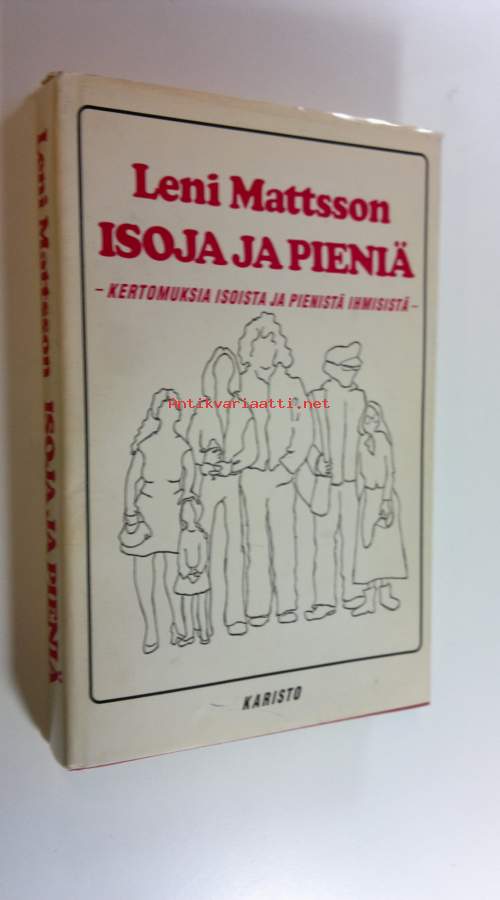 Leni Mattsson
ISOJA JA PIENIÄ
- KERTOMUKSIA ISOISTA JA PIENISTÄ IHMISISTÄ -
Antikvariaatti.net
KARISTO
Leni Mattsson ISOJA JA PIENIÄ